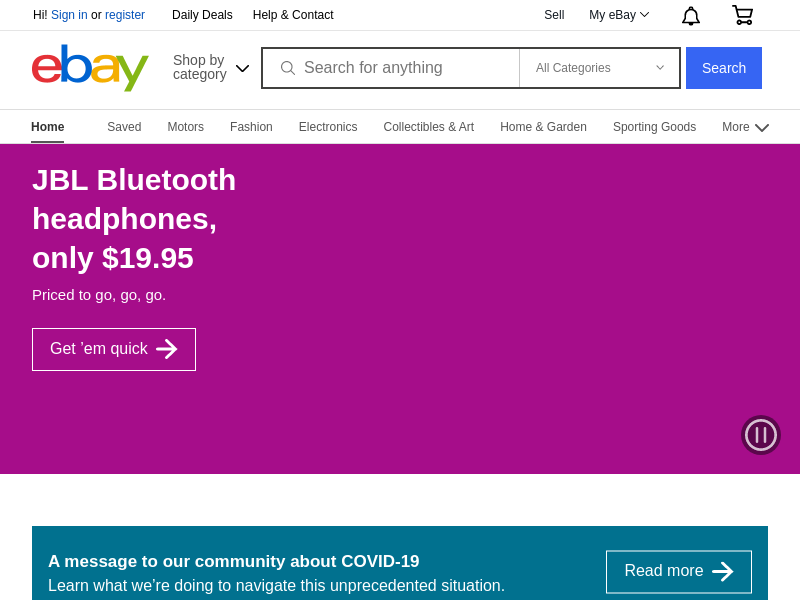 Hi! Sign in or register Daily Deals Help & Contact Sell My eBay
ebay
Shop by
category
Search for anything All Categories Search
Home Saved Motors Fashion Electronics Collectibles & Art Home & Garden Sporting Goods More
JBL Bluetooth
headphones,
only $19.95
Priced to go, go, go.
Get 'em quick
A message to our community about COVID-19
Learn what we're doing to navigate this unprecedented situation.
Read more